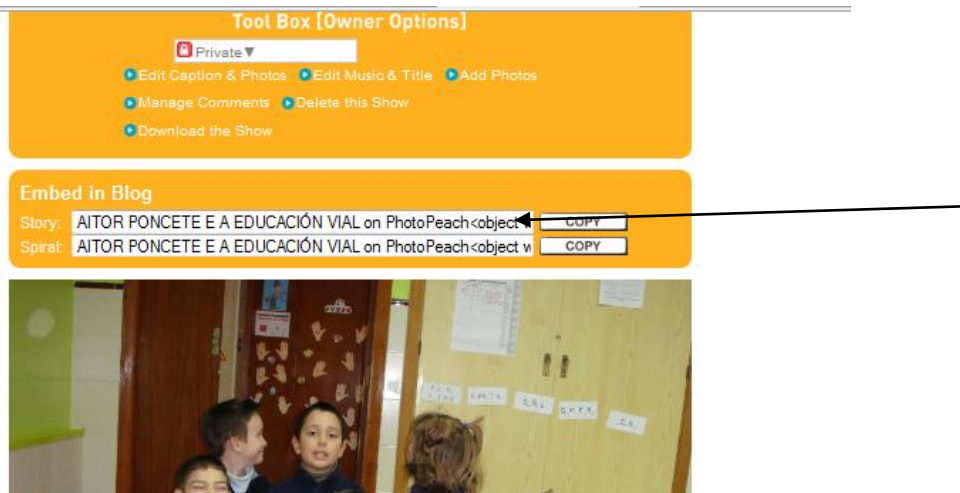 Tool Box [Owner Options]
Private▼
Edit Caption & Photos Edit Music & Title Add Photos
Manage Comments Delete this Show
Download the Show
Embed in Blog
Story: AITOR PONCETE E A EDUCACIÓN VIAL on PhotoPeach<object COPY
Spiral: AITOR PONCETE E A EDUCACIÓN VIAL on PhotoPeach<object w COPY